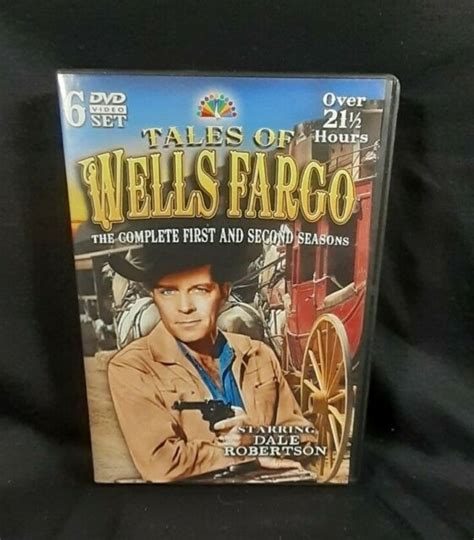 6 DVD
VIDEO
SET
Over
21½
Hours
TALES OF
WELLS FARGO
THE COMPLETE FIRST AND SECOND SEASONS
STARRING
DALE
ROBERTSON